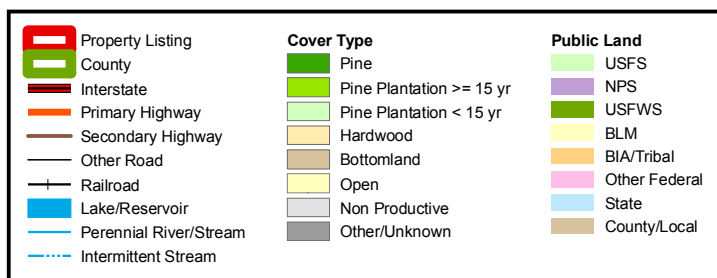 Property Listing
County
Interstate
Primary Highway
Secondary Highway
Other Road
Railroad
Lake/Reservoir
Perennial River/Stream
Intermittent Stream
Cover Type
Pine
Pine Plantation >= 15 yr
Pine Plantation < 15 yr
Hardwood
Bottomland
Open
Non Productive
Other/Unknown
Public Land
USFS
NPS
USFWS
BLM
BIA/Tribal
Other Federal
State
County/Local